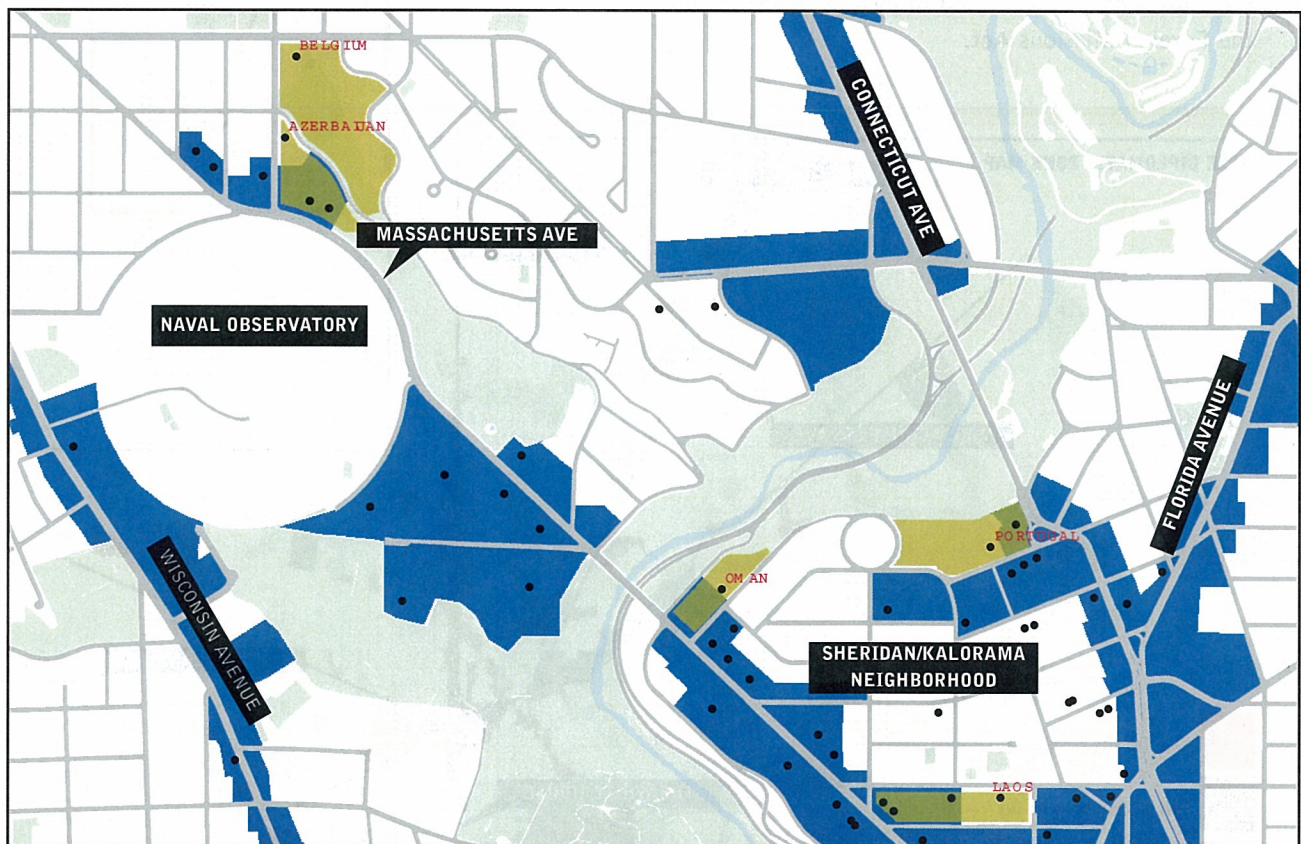 BELGIUM
AZERBAIJAN
MASSACHUSETTS AVE
CONNECTICUT AVE
NAVAL OBSERVATORY
FLORIDA AVENUE
PORTUGAL
OMAN
WISCONSIN AVENUE
SHERIDAN/KALORAMA
NEIGHBORHOOD
LAOS